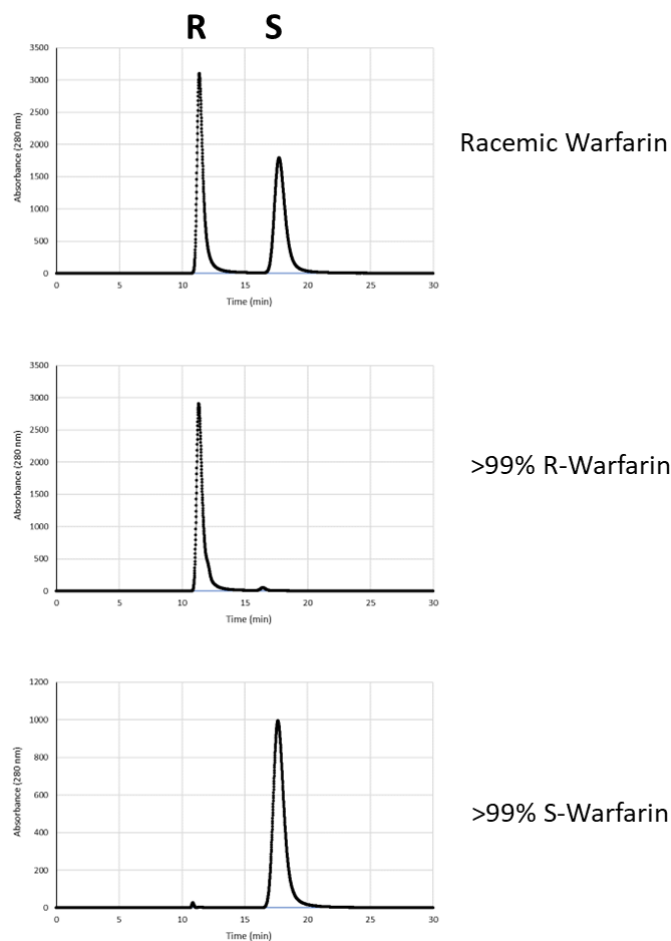 R S
3500
3000
2500
2000
1500
1000
500
0
Absorbance (280 nm)
0 5 10 15 20 25 30
Time (min)
Racemic Warfarin
3500
3000
2500
2000
1500
1000
500
0
Absorbance (280 nm)
0 5 10 15 20 25 30
Time (min)
>99% R-Warfarin
1200
1000
800
600
400
200
0
Absorbance (280 nm)
0 5 10 15 20 25 30
Time (min)
>99% S-Warfarin